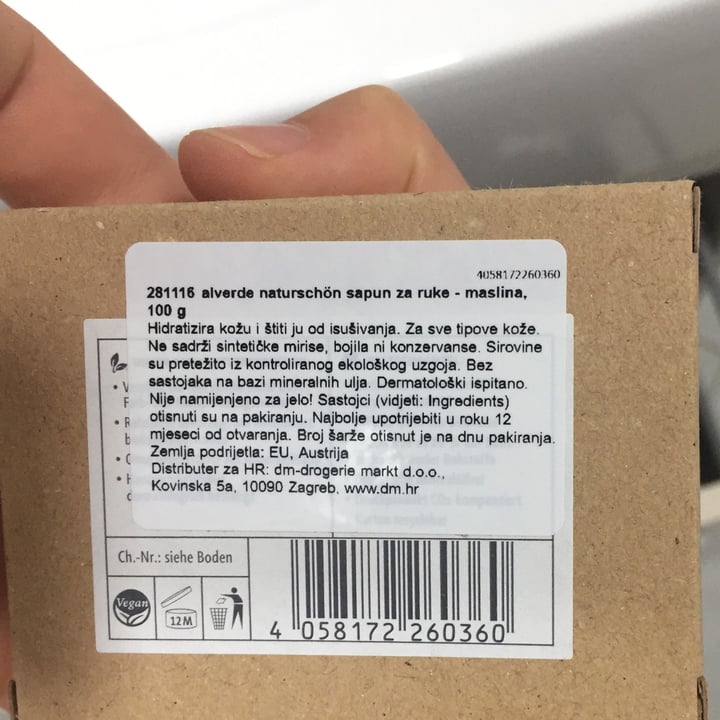 4058172260360
281116 alverde naturschön sapun za ruke - maslina,
100 g
Hidratizira kožu i štiti ju od isušivanja. Za sve tipove kože.
Ne sadrži sintetičke mirise, bojila ni konzervanse. Sirovine
su pretežito iz kontroliranog ekološkog uzgoja. Bez
sastojaka na bazi mineralnih ulja. Dermatološki ispitano.
Nije namijenjeno za jelo! Sastojci (vidjeti: Ingredients)
otisnuti su na pakiranju. Najbolje upotrijebiti u roku 12
mjeseci od otvaranja. Broj šarže otisnut je na dnu pakiranja.
Zemlja podrijetla: EU, Austrija
Distributer za HR: dm-drogerie markt d.o.o.,
Kovinska 5a, 10090 Zagreb, www.dm.hr
Ch.-Nr.: siehe Boden
Vegan
12M
4 058172 260360